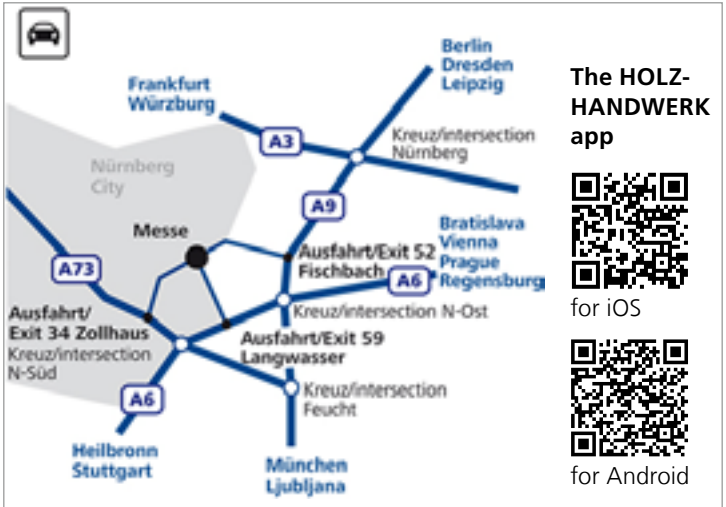 Berlin
Dresden
Leipzig
Frankfurt
Würzburg
A3
Kreuz/intersection
Nürnberg
Nürnberg
City
A9
Messe
Bratislava
Vienna
Prague
Regensburg
Ausfahrt/Exit 52
Fischbach
A6
A73
Kreuz/intersection N-Ost
Ausfahrt/
Exit 34 Zollhaus
Kreuz/intersection
N-Süd
Ausfahrt/Exit 59
Langwasser
Kreuz/intersection
Feucht
A6
Heilbronn
Stuttgart
München
Ljubljana
The HOLZ-
HANDWERK
app
for iOS
for Android